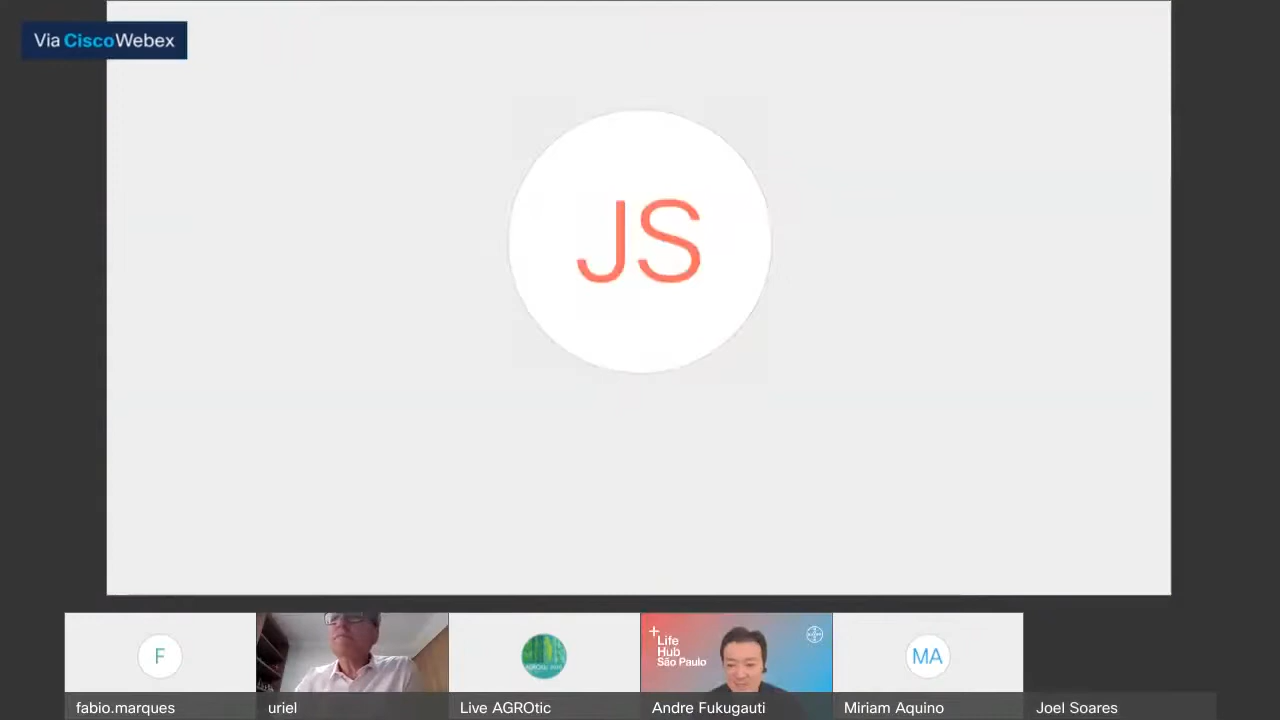 Via CiscoWebex
JS
F
MA
Life
Hub
São Paulo
BAYER
fabio.marques
uriel
Live AGROtic
Andre Fukugauti
Miriam Aquino
Joel Soares